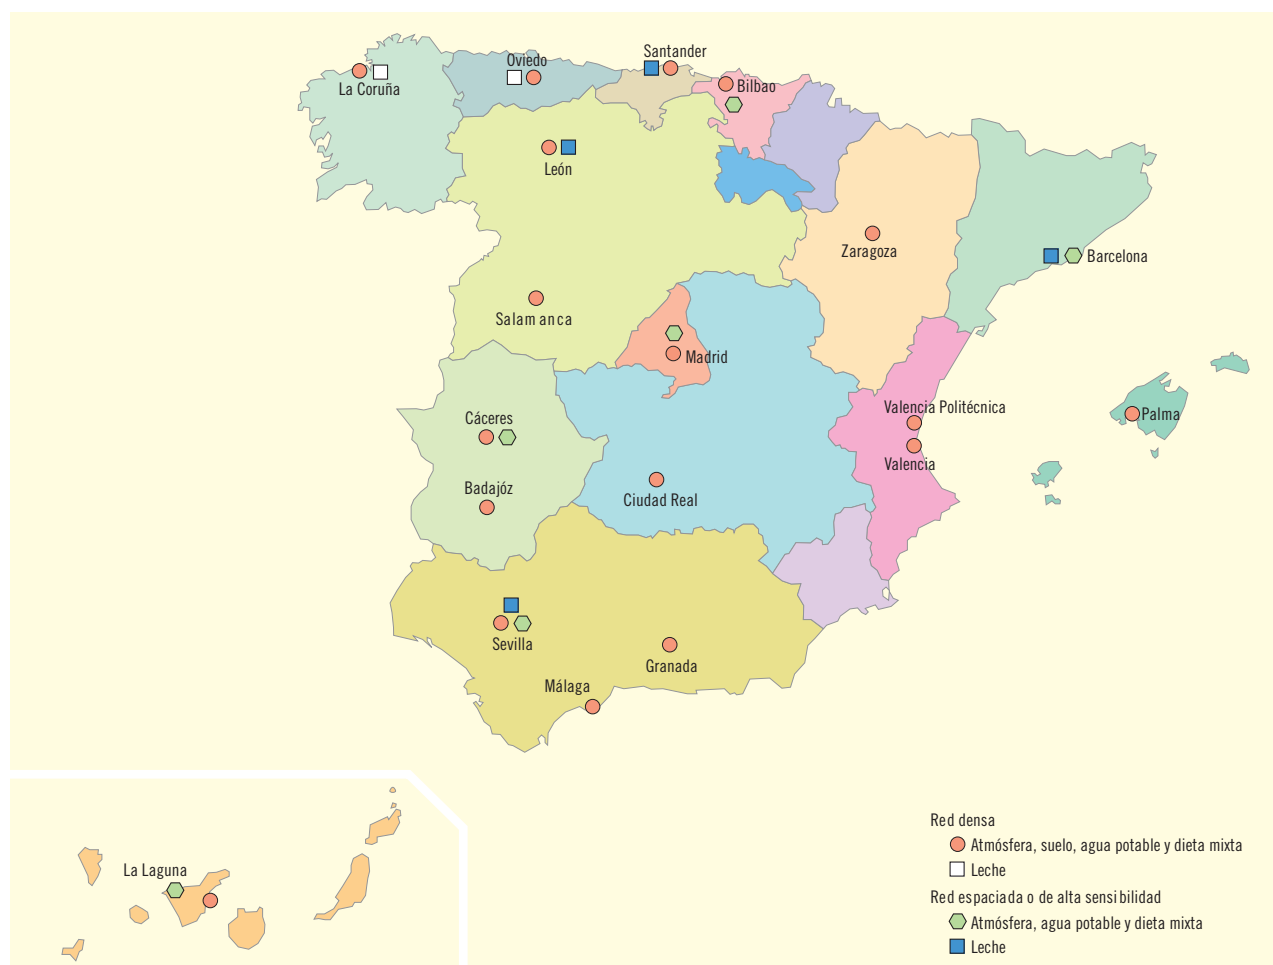 Santander
Oviedo
Bilbao
La Coruña
León
Zaragoza
Barcelona
Salam anca
Madrid
Valencia Politécnica
Palma
Cáceres
Valencia
Badajóz
Ciudad Real
Sevilla
Granada
Málaga
La Laguna
Red densa
Atmósfera, suelo, agua potable y dieta mixta
Leche
Red espaciada o de alta sensibilidad
Atmósfera, agua potable y dieta mixta
Leche